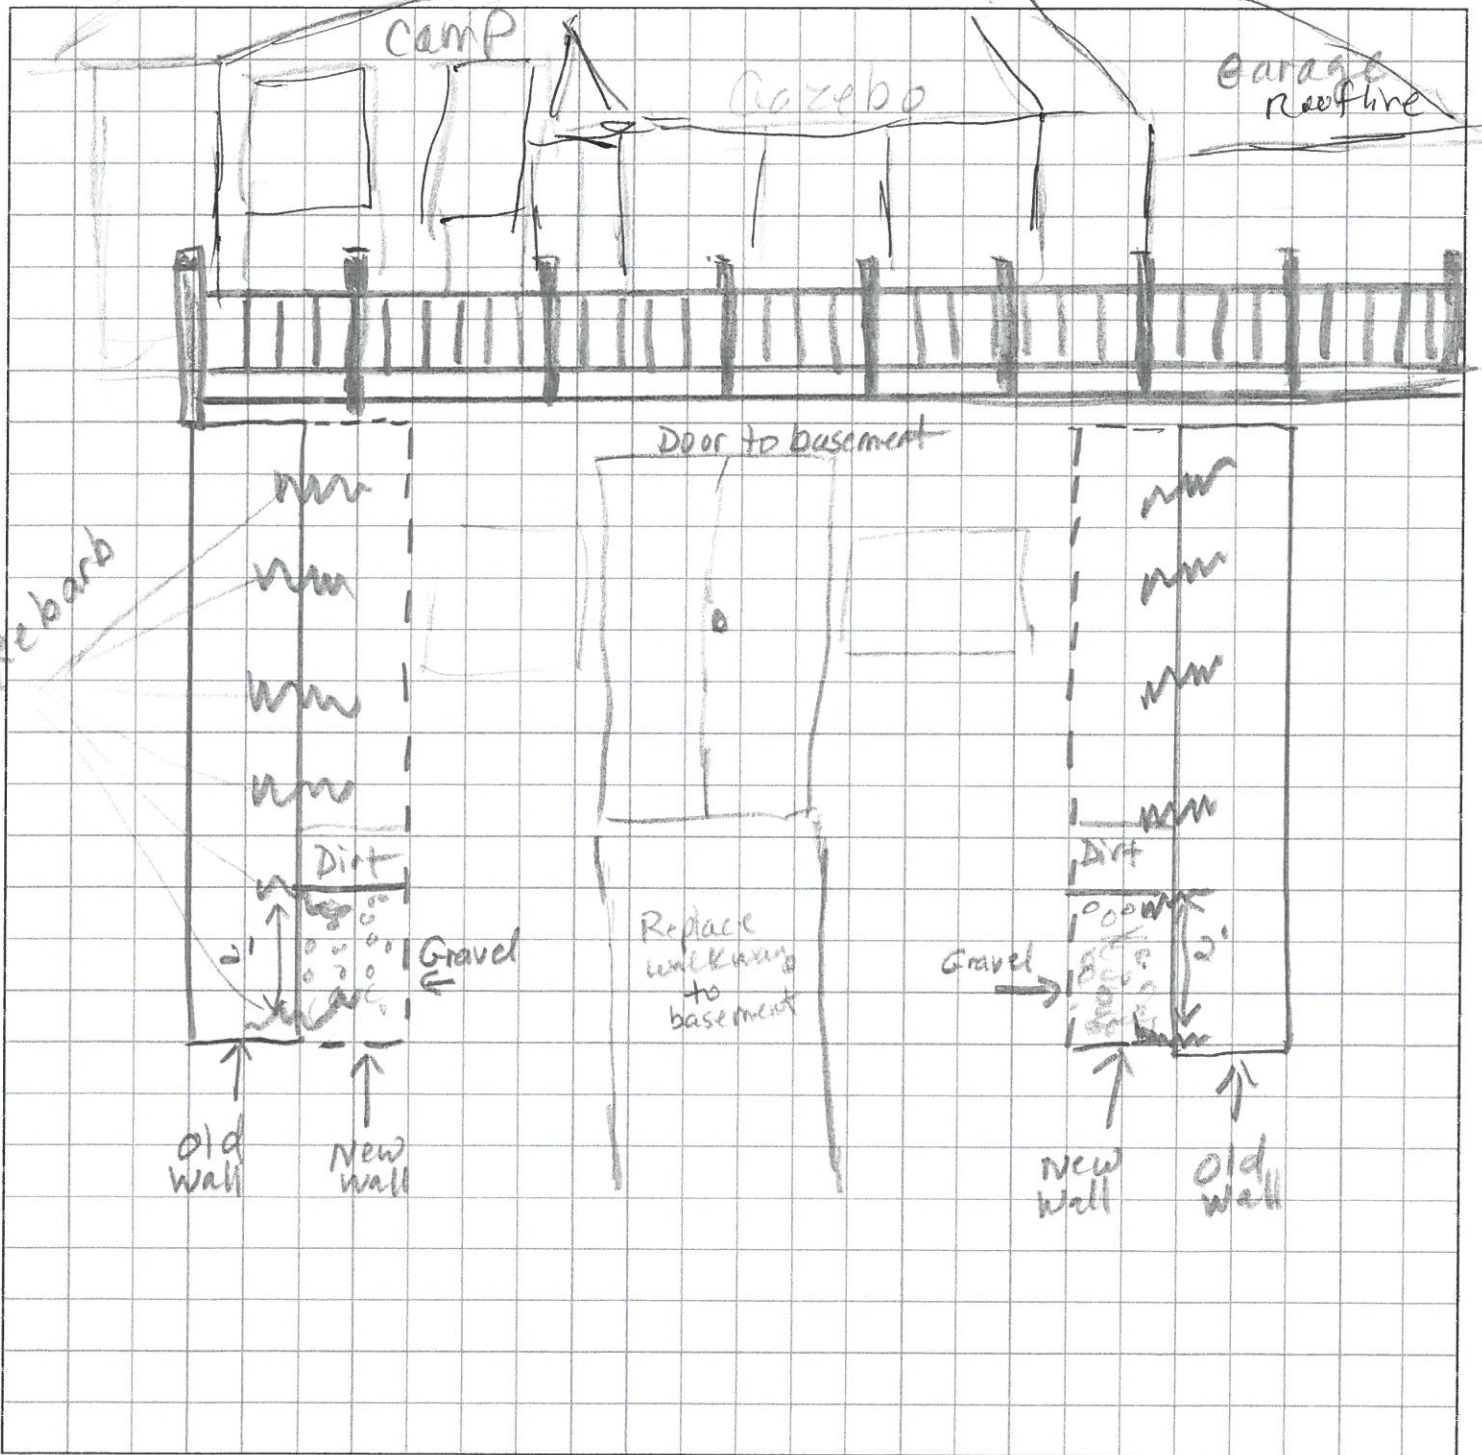 Camp
Gazebo
Garage
Roofline
Door to basement
Dirt
2'
Gravel
Replace
walkway
to
basement
Dirt
2'
Gravel
Old
Wall
New
Wall
New
Wall
Old
Wall